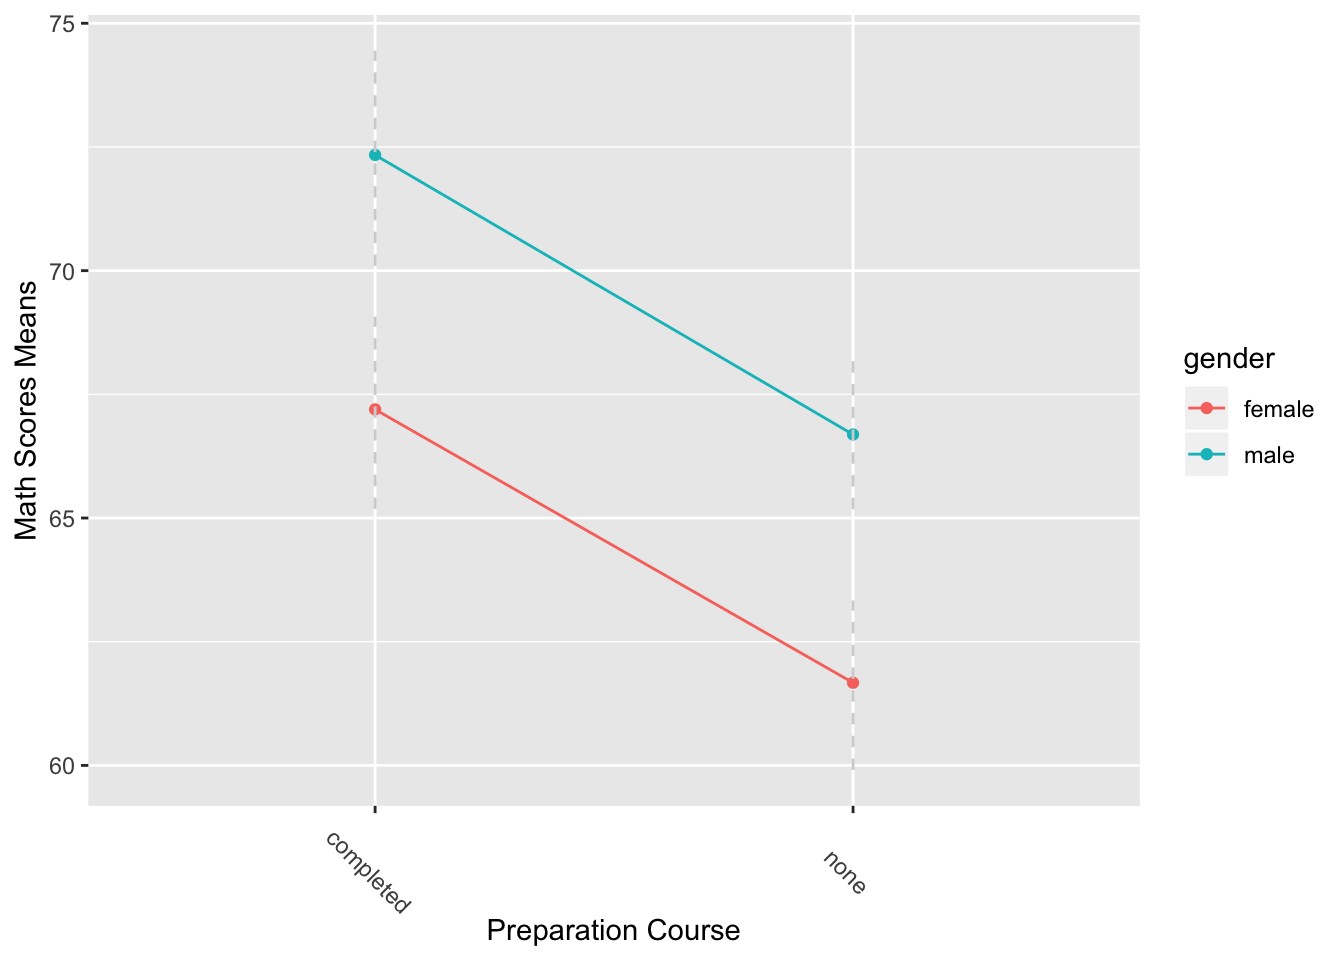 75
70
65
60
Math Scores Means
completed
none
Preparation Course
gender
female
male